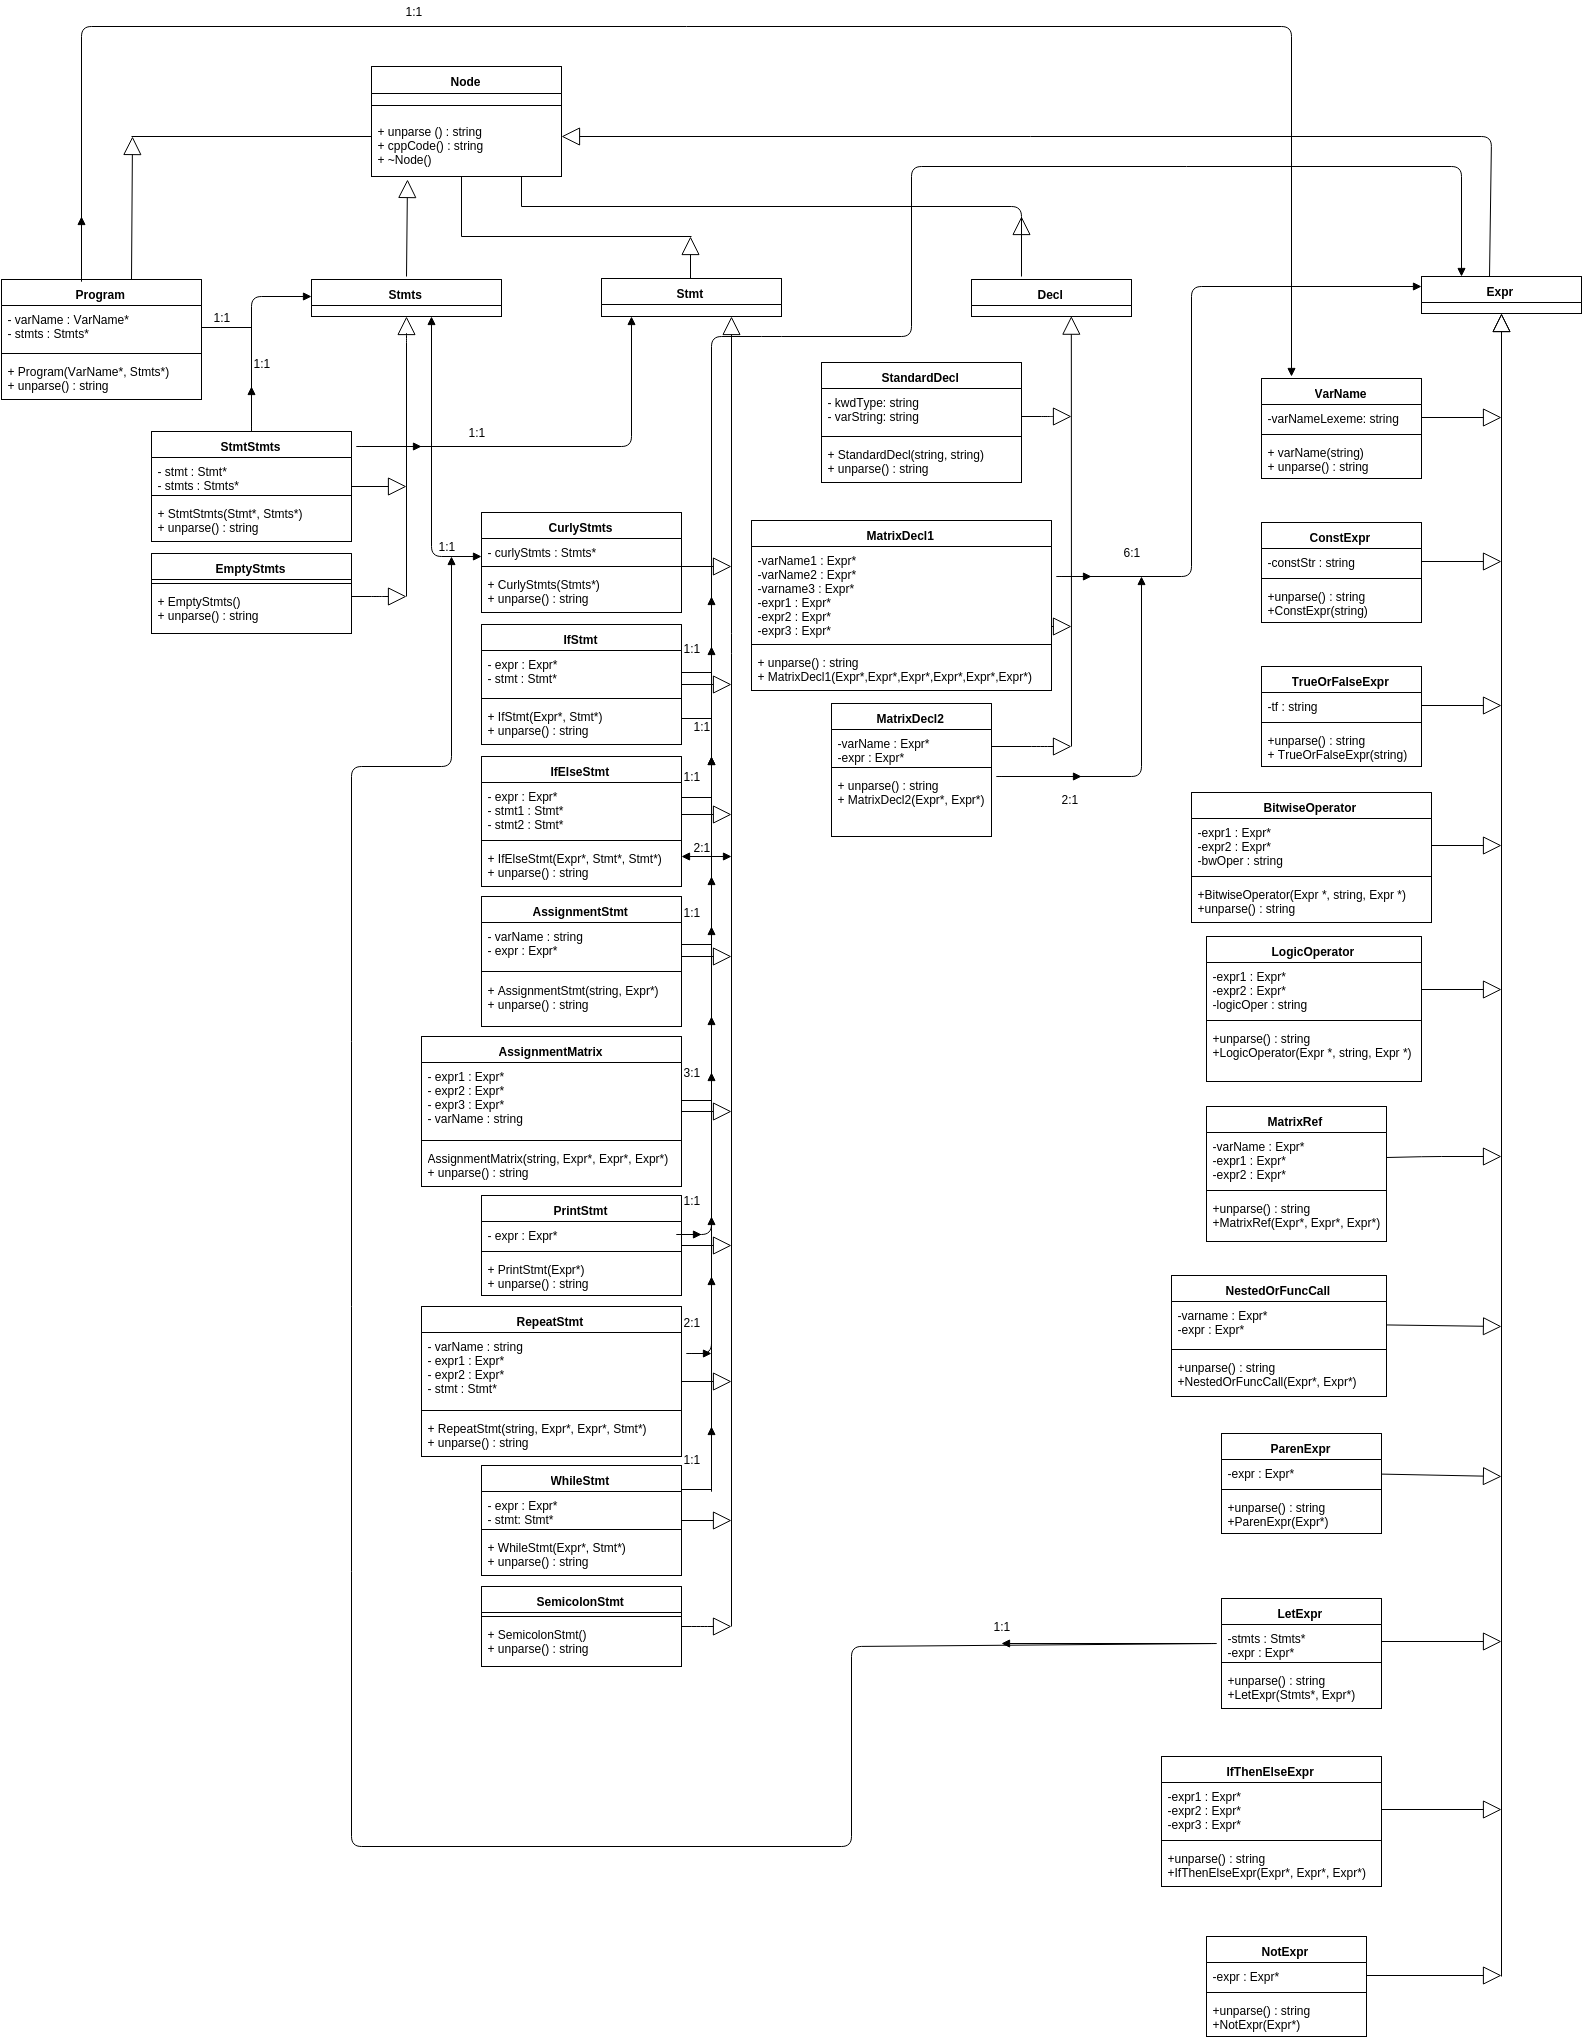 1:1
Node
+ unparse () : string
+ cppCode() : string
+ ~Node()
Program
- varName : VarName*
- stmts : Stmts*
+ Program(VarName*, Stmts*)
+ unparse() : string
1:1
1:1
Stmts
Stmt
Decl
Expr
StmtStmts
- stmt : Stmt*
- stmts : Stmts*
+ StmtStmts(Stmt*, Stmts*)
+ unparse() : string
1:1
EmptyStmts
+ EmptyStmts()
+ unparse() : string
1:1
CurlyStmts
- curlyStmts : Stmts*
+ CurlyStmts(Stmts*)
+ unparse() : string
IfStmt
- expr : Expr*
- stmt : Stmt*
+ IfStmt(Expr*, Stmt*)
+ unparse() : string
1:1
1:1
IfElseStmt
- expr : Expr*
- stmt1 : Stmt*
- stmt2 : Stmt*
+ IfElseStmt(Expr*, Stmt*, Stmt*)
+ unparse() : string
1:1
2:1
AssignmentStmt
- varName : string
- expr : Expr*
+ AssignmentStmt(string, Expr*)
+ unparse() : string
1:1
AssignmentMatrix
- expr1 : Expr*
- expr2 : Expr*
- expr3 : Expr*
- varName : string
AssignmentMatrix(string, Expr*, Expr*, Expr*)
+ unparse() : string
3:1
PrintStmt
- expr : Expr*
+ PrintStmt(Expr*)
+ unparse() : string
1:1
RepeatStmt
- varName : string
- expr1 : Expr*
- expr2 : Expr*
- stmt : Stmt*
+ RepeatStmt(string, Expr*, Expr*, Stmt*)
+ unparse() : string
2:1
WhileStmt
- expr : Expr*
- stmt: Stmt*
+ WhileStmt(Expr*, Stmt*)
+ unparse() : string
1:1
SemicolonStmt
+ SemicolonStmt()
+ unparse() : string
StandardDecl
- kwdType: string
- varString: string
+ StandardDecl(string, string)
+ unparse() : string
MatrixDecl1
-varName1 : Expr*
-varName2 : Expr*
-varname3 : Expr*
-expr1 : Expr*
-expr2 : Expr*
-expr3 : Expr*
+ unparse() : string
+ MatrixDecl1(Expr*,Expr*,Expr*,Expr*,Expr*,Expr*)
6:1
MatrixDecl2
-varName : Expr*
-expr : Expr*
+ unparse() : string
+ MatrixDecl2(Expr*, Expr*)
2:1
VarName
-varNameLexeme: string
+ varName(string)
+ unparse() : string
ConstExpr
-constStr : string
+unparse() : string
+ConstExpr(string)
TrueOrFalseExpr
-tf : string
+unparse() : string
+ TrueOrFalseExpr(string)
BitwiseOperator
-expr1 : Expr*
-expr2 : Expr*
-bwOper : string
+BitwiseOperator(Expr *, string, Expr *)
+unparse() : string
LogicOperator
-expr1 : Expr*
-expr2 : Expr*
-logicOper : string
+unparse() : string
+LogicOperator(Expr *, string, Expr *)
MatrixRef
-varName : Expr*
-expr1 : Expr*
-expr2 : Expr*
+unparse() : string
+MatrixRef(Expr*, Expr*, Expr*)
NestedOrFuncCall
-varname : Expr*
-expr : Expr*
+unparse() : string
+NestedOrFuncCall(Expr*, Expr*)
ParenExpr
-expr : Expr*
+unparse() : string
+ParenExpr(Expr*)
1:1
LetExpr
-stmts : Stmts*
-expr : Expr*
+unparse() : string
+LetExpr(Stmts*, Expr*)
IfThenElseExpr
-expr1 : Expr*
-expr2 : Expr*
-expr3 : Expr*
+unparse() : string
+IfThenElseExpr(Expr*, Expr*, Expr*)
NotExpr
-expr : Expr*
+unparse() : string
+NotExpr(Expr*)